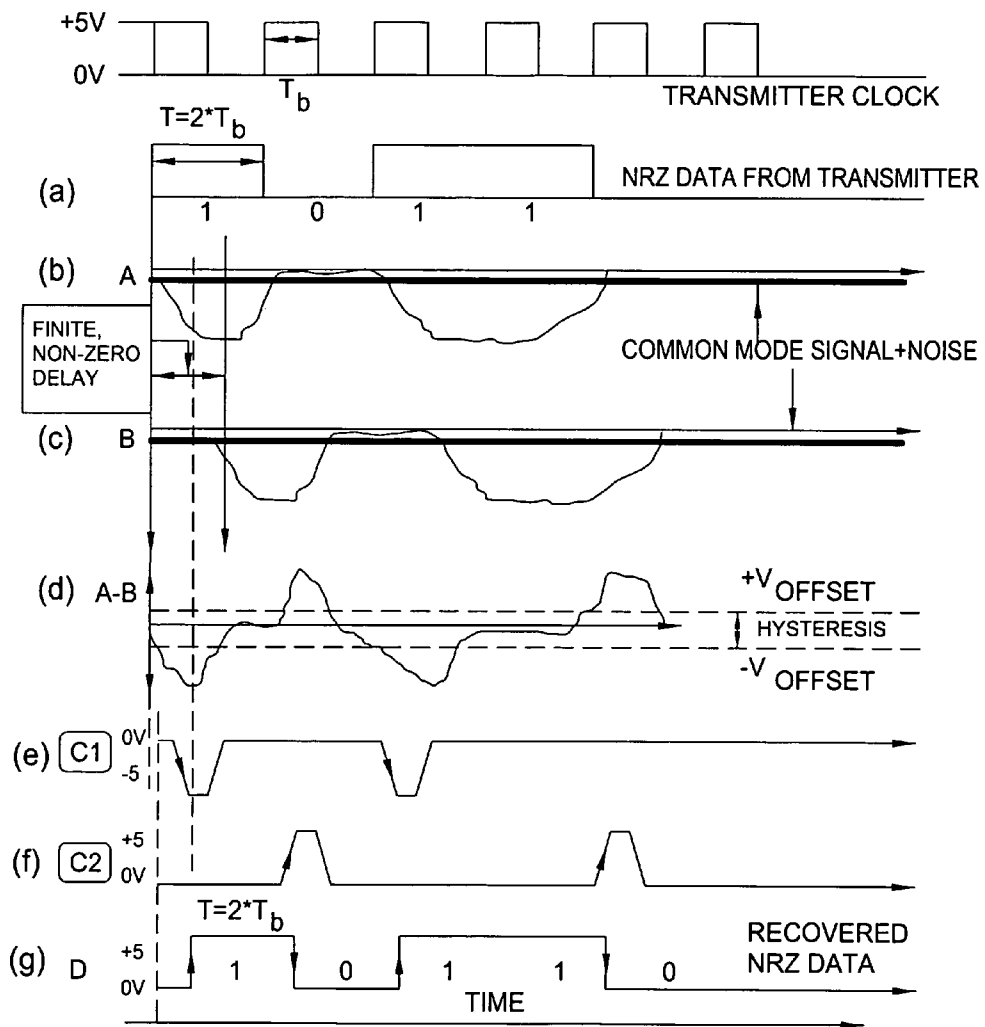 +5V
0V
T_b
TRANSMITTER CLOCK
T=2*T_b
(a)
NRZ DATA FROM TRANSMITTER
1 0 1 1
(b) A
FINITE,
NON-ZERO
DELAY
COMMON MODE SIGNAL+NOISE
(c) B
(d) A-B
+V OFFSET
HYSTERESIS
-V OFFSET
(e) C1 0V
-5
(f) C2 +5
0V
T=2*T_b
RECOVERED
NRZ DATA
(g) D +5
0V
1 0 1 1 0
TIME